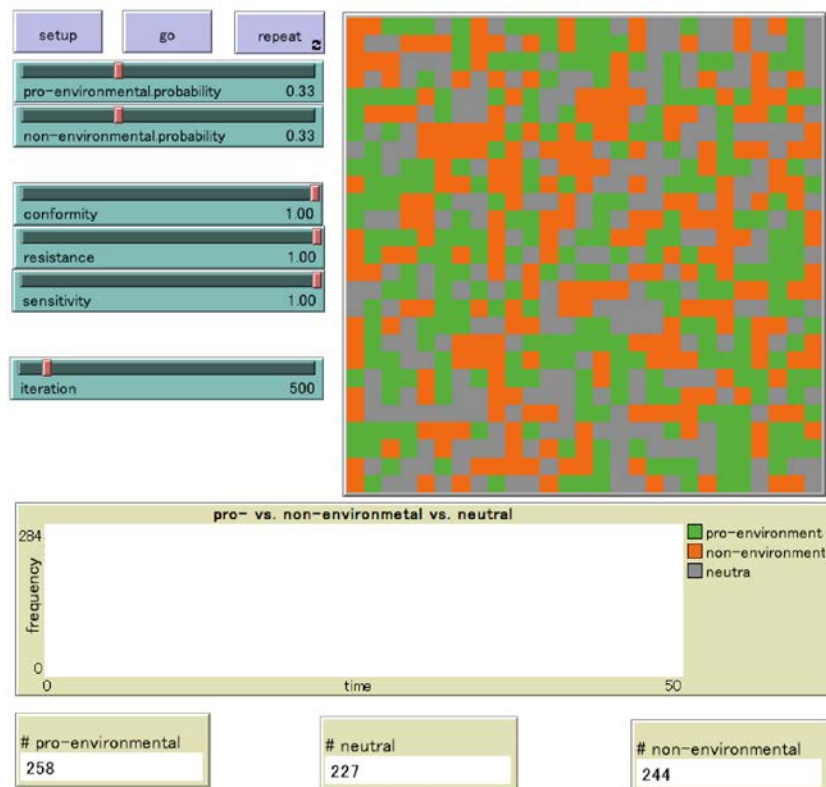 setup
go
repeat
pro-environmental.probability 0.33
non-environmental.probability 0.33
conformity 1.00
resistance 1.00
sensitivity 1.00
iteration 500
pro- vs. non-environmetal vs. neutral
284
frequency
0
0
time
50
pro-environment
non-environment
neutra
# pro-environmental
258
# neutral
227
# non-environmental
244